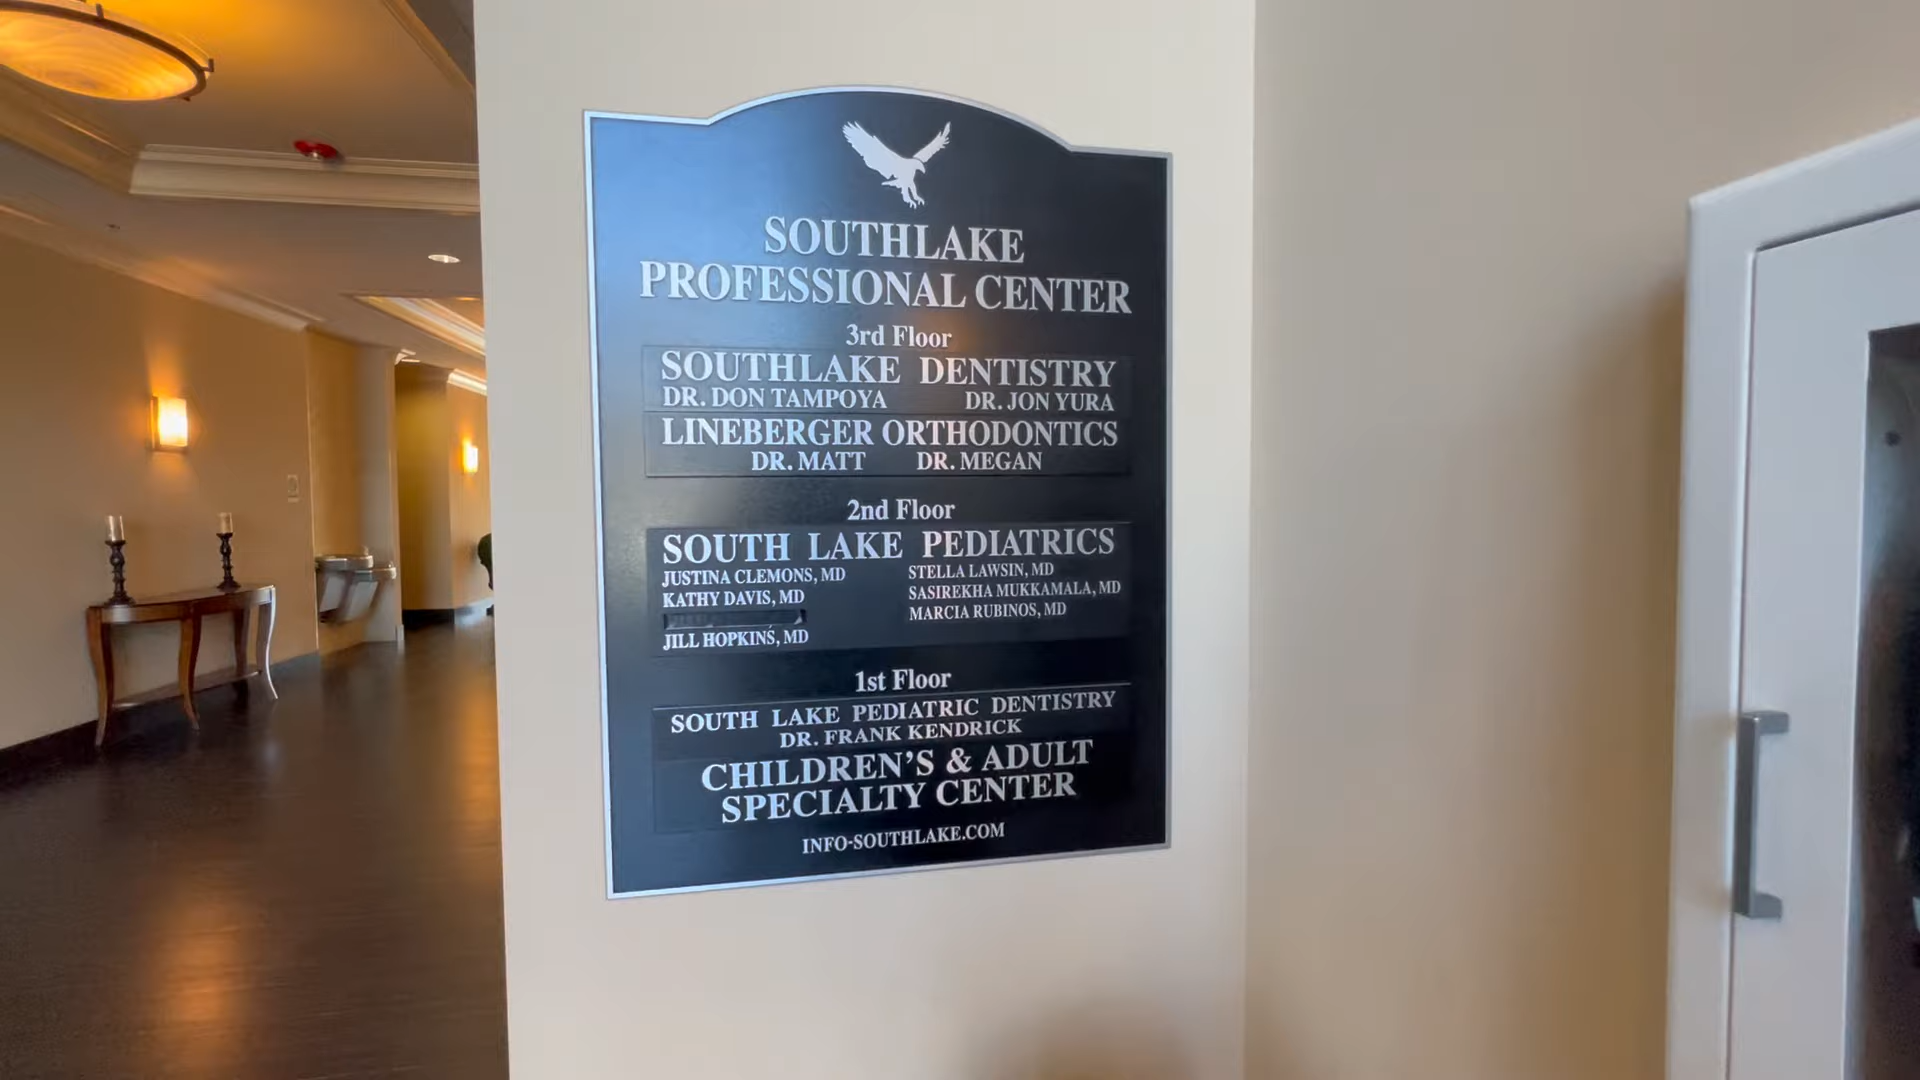 SOUTHLAKE
PROFESSIONAL CENTER
3rd Floor
SOUTHLAKE DENTISTRY
DR. DON TAMPOYA DR. JON YURA
LINEBERGER ORTHODONTICS
DR. MATT DR. MEGAN
2nd Floor
SOUTH LAKE PEDIATRICS
JUSTINA CLEMONS, MD STELLA LAWSIN, MD
KATHY DAVIS, MD SASIREKHA MUKKAMALA, MD
MARCIA RUBINOS, MD
JILL HOPKINS, MD
1st Floor
SOUTH LAKE PEDIATRIC DENTISTRY
DR. FRANK KENDRICK
CHILDREN'S & ADULT
SPECIALTY CENTER
INFO-SOUTHLAKE.COM